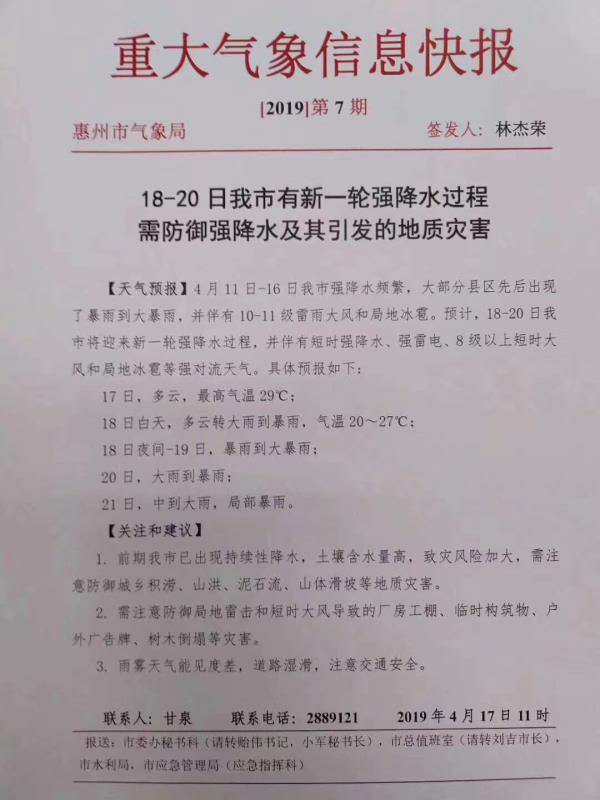 重大气象信息快报
[2019]第 7 期
惠州市气象局 签发人：林杰荣
18-20 日我市有新一轮强降水过程
需防御强降水及其引发的地质灾害
【天气预报】4 月 11 日-16 日我市强降水频繁，大部分县区先后出现
了暴雨到大暴雨，并伴有 10-11 级雷雨大风和局地冰雹。预计，18-20 日我
市将迎来新一轮强降水过程，并伴有短时强降水、强雷电、8 级以上短时大
风和局地冰雹等强对流天气。具体预报如下：
17 日，多云，最高气温 29℃；
18 日白天，多云转大雨到暴雨，气温 20～27℃；
18 日夜间-19 日，暴雨到大暴雨；
20 日，大雨到暴雨；
21 日，中到大雨，局部暴雨。
【关注和建议】
1. 前期我市已出现持续性降水，土壤含水量高，致灾风险加大，需注
意防御城乡积涝、山洪、泥石流、山体滑坡等地质灾害。
2. 需注意防御局地雷击和短时大风导致的厂房工棚、临时构筑物、户
外广告牌、树木倒塌等灾害。
3. 雨雾天气能见度差，道路湿滑，注意交通安全。
联系人：甘泉 联系电话：2889121 2019 年 4 月 17 日 11 时
报送：市委办秘书科（请转贻伟书记，小军秘书长），市总值班室（请转刘吉市长），
市水利局，市应急管理局（应急指挥科）